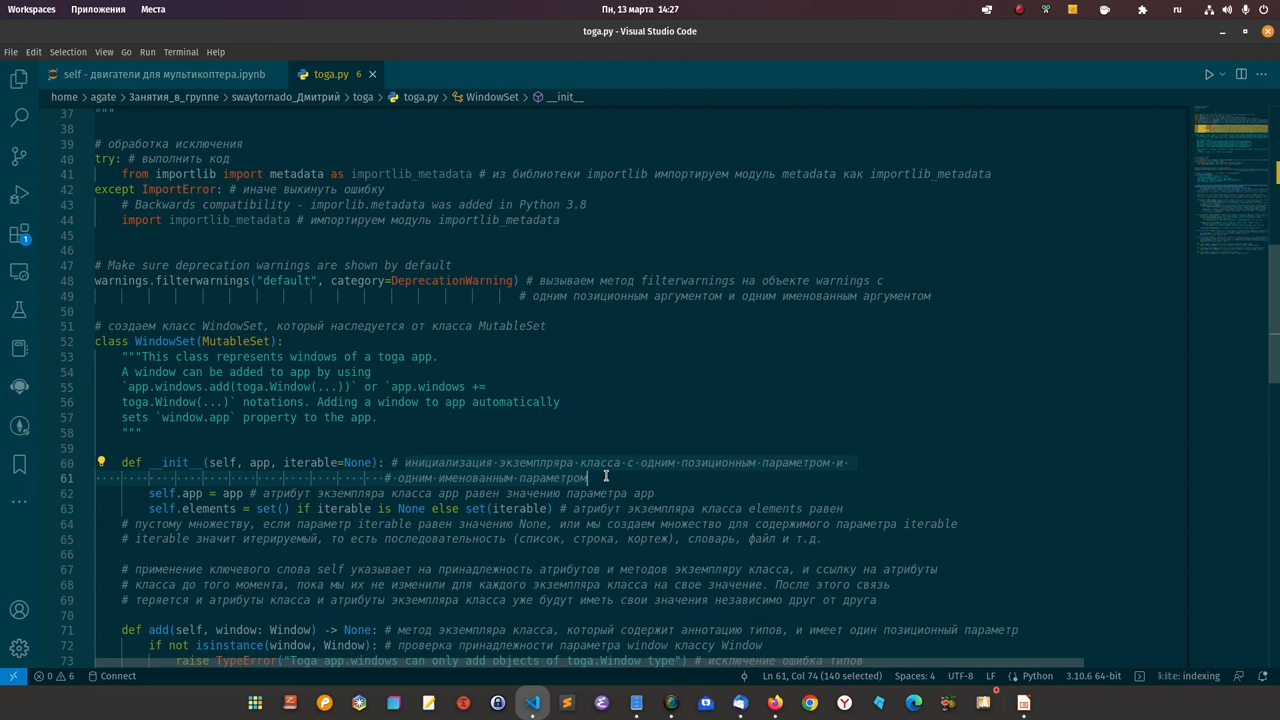 Activities
Места
Пн, 13 марта 14:27
ru
toga.py - Visual Studio Code
File Edit Selection View Go Run Terminal Help
self - двигатели для мультикоптера.ipynb
toga.py 6
home > agate > Занятия_в_группе > swaytornado_Дмитрий > toga > toga.py > WindowSet > __init__
37 """
38
39 # обработка исключения
40 try: # выполнить код
41 from importlib import metadata as importlib_metadata # из библиотеки importlib импортируем модуль metadata как importlib_metadata
42 except ImportError: # иначе выкинуть ошибку
43 # Backwards compatibility - imporlib.metadata was added in Python 3.8
44 import importlib_metadata # импортируем модуль importlib_metadata
45
46
47 # Make sure deprecation warnings are shown by default
48 warnings.filterwarnings("default", category=DeprecationWarning) # вызываем метод filterwarnings на объекте warnings с
49 # одним позиционным аргументом и одним именованным аргументом
50
51 # создаем класс WindowSet, который наследуется от класса MutableSet
52 class WindowSet(MutableSet):
53 """This class represents windows of a toga app.
54 A window can be added to app by using
55 `app.windows.add(toga.Window(...))` or `app.windows +=
56 toga.Window(...)` notations. Adding a window to app automatically
57 sets `window.app` property to the app.
58 """
59
60 def __init__(self, app, iterable=None): # инициализация экземпляра класса с одним позиционным параметром и
61 # одним именованным параметром
62 self.app = app # атрибут экземпляра класса app равен значению параметра app
63 self.elements = set() if iterable is None else set(iterable) # атрибут экземпляра класса elements равен
64 # пустому множеству, если параметр iterable равен значению None, или мы создаем множество для содержимого параметра iterable
65 # iterable значит итерируемый, то есть последовательность (список, строка, кортеж), словарь, файл и т.д.
66
67 # применение ключевого слова self указывает на принадлежность атрибутов и методов экземпляру класса, и ссылку на атрибуты
68 # класса до того момента, пока мы их не изменили для каждого экземпляра класса на свое значение. После этого связь
69 # теряется и атрибуты класса и атрибуты экземпляра класса уже будут иметь свои значения независимо друг от друга
70
71 def add(self, window: Window) -> None: # метод экземпляра класса, который содержит аннотацию типов, и имеет один позиционный параметр
72 if not isinstance(window, Window): # проверка принадлежности параметра window классу Window
73 raise TypeError("Toga app.windows can only add objects of toga.Window type") # исключение ошибка типов
1
0 6 Connect
Ln 61, Col 74 (140 selected) Spaces: 4 UTF-8 LF Python 3.10.6 64-bit kite: indexing